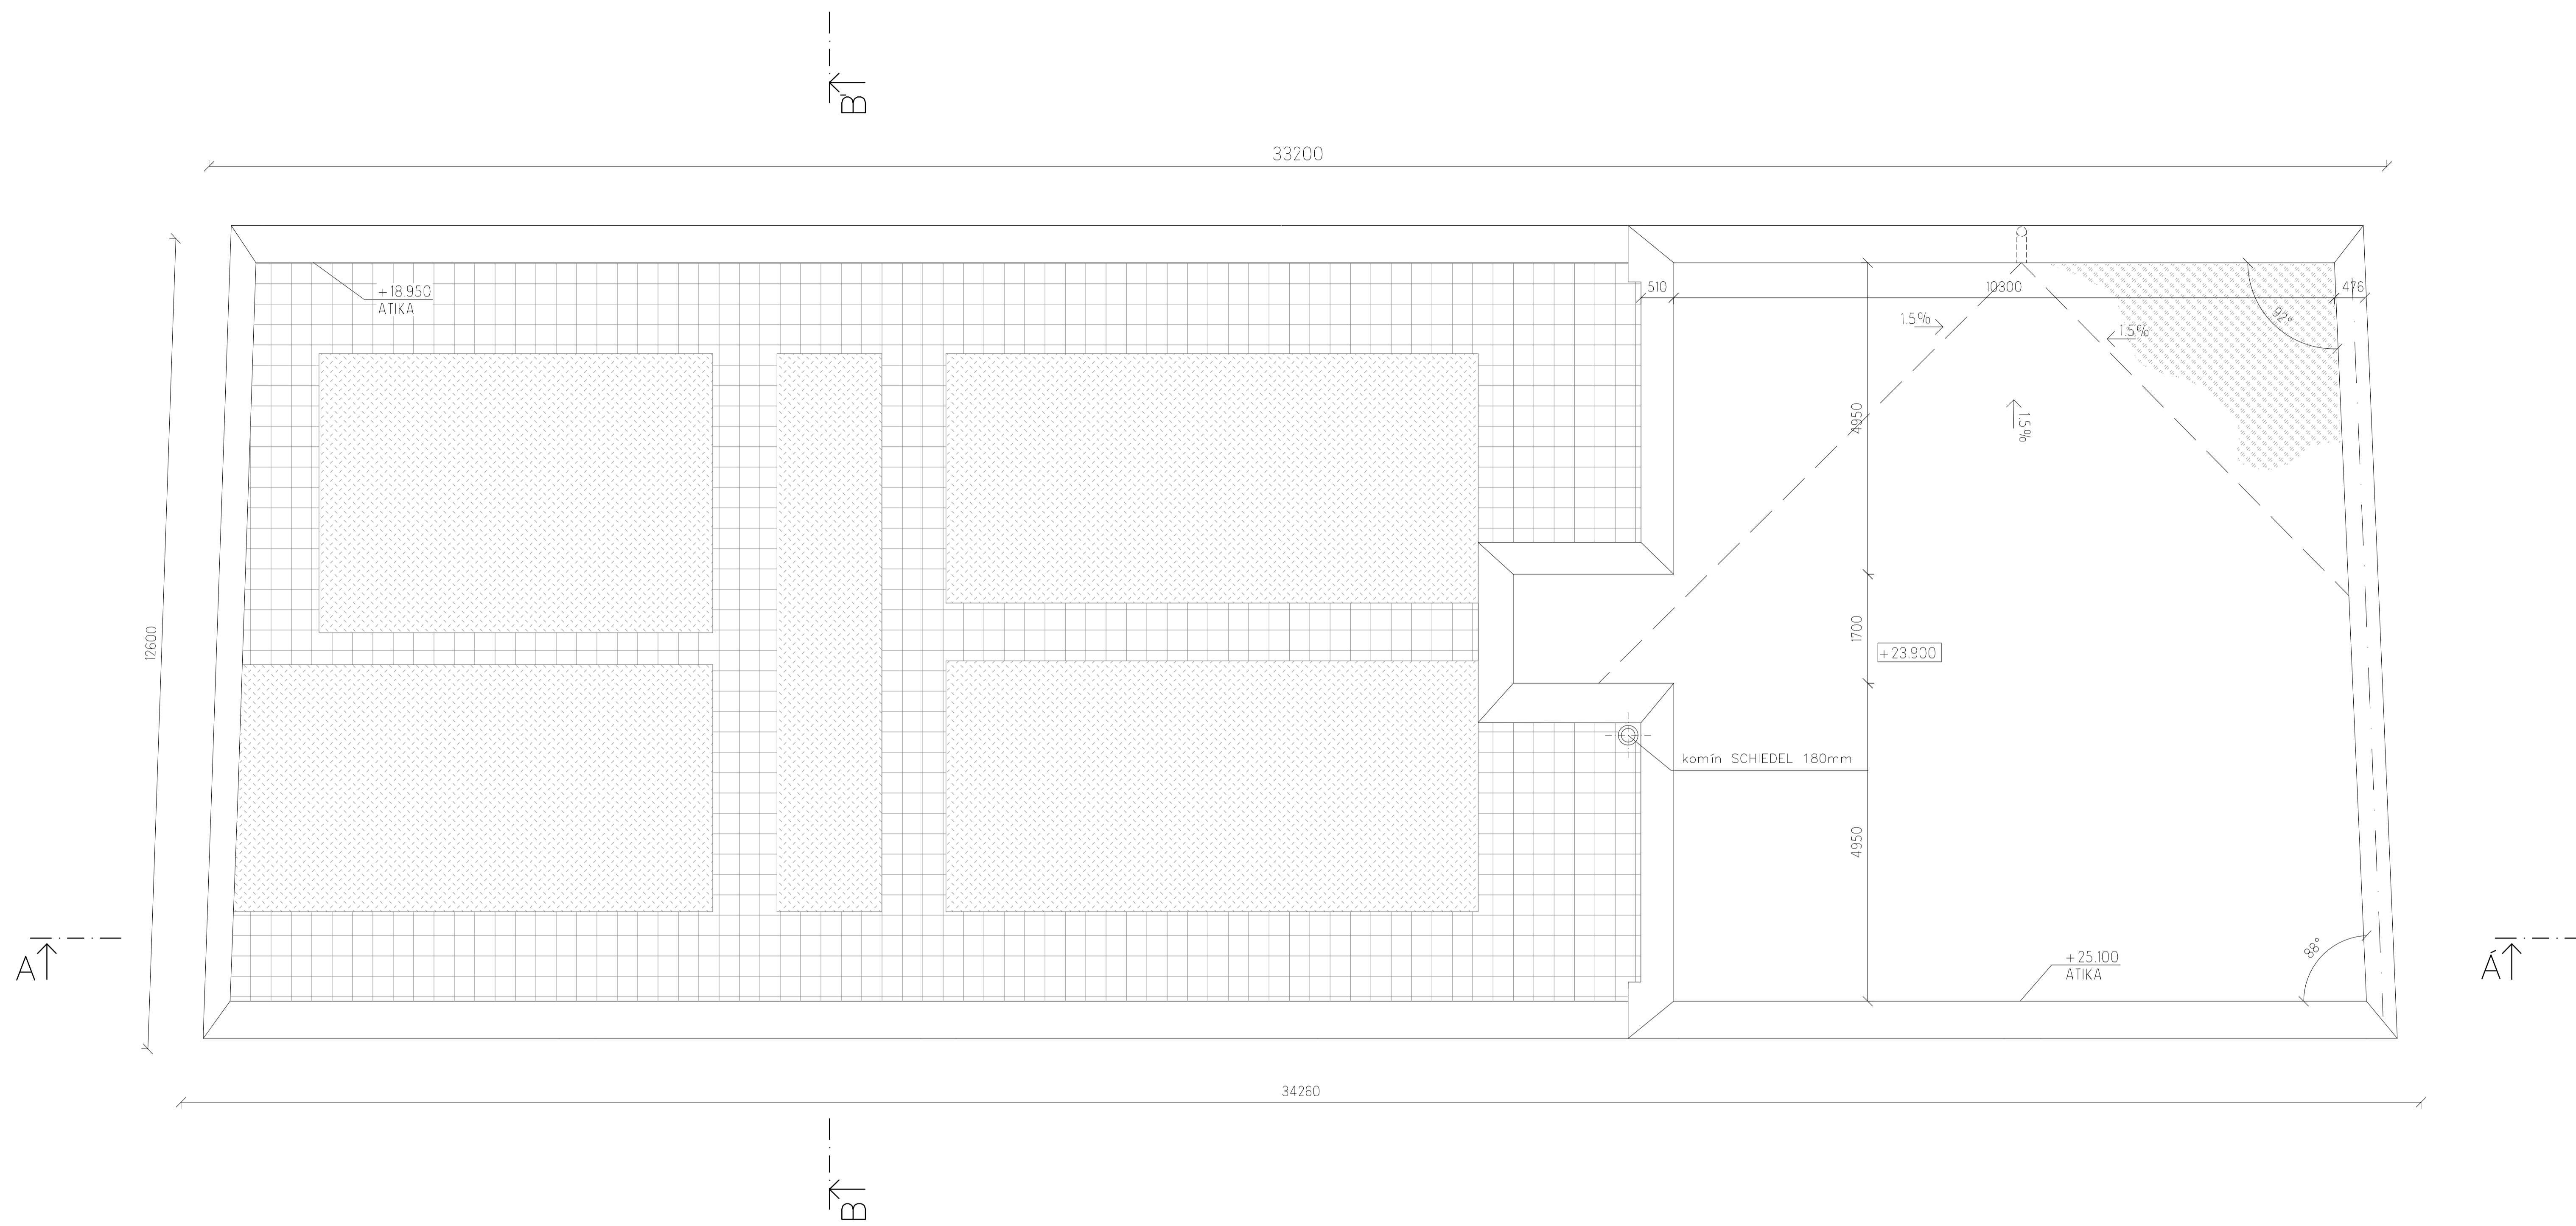 B́
33200
+18.950
ATIKA
510
10300
476
92°
1.5%
1.5%
1.5%
4950
12600
1700
+23.900
komín SCHIEDEL 180mm
4950
88°
+25.100
ATIKA
A
Á
34260
B